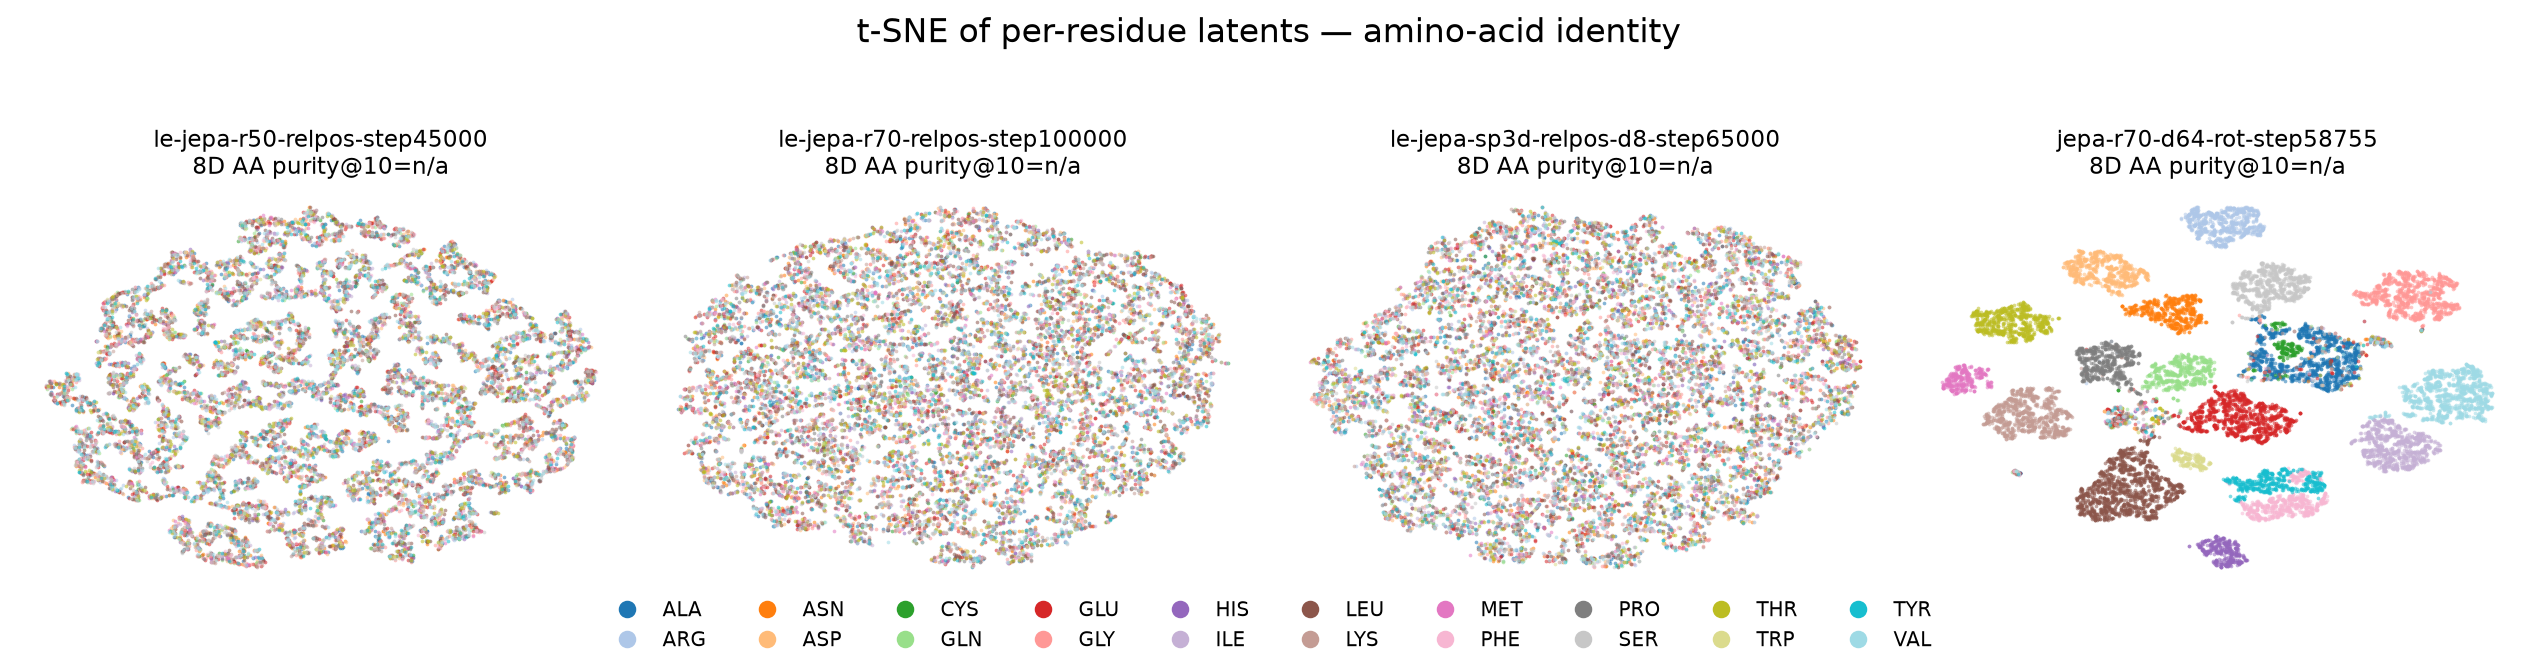 t-SNE of per-residue latents — amino-acid identity
le-jepa-r50-relpos-step45000
8D AA purity@10=n/a
le-jepa-r70-relpos-step100000
8D AA purity@10=n/a
le-jepa-sp3d-relpos-d8-step65000
8D AA purity@10=n/a
jepa-r70-d64-rot-step58755
8D AA purity@10=n/a
ALA ASN CYS GLU HIS LEU MET PRO THR TYR
ARG ASP GLN GLY ILE LYS PHE SER TRP VAL